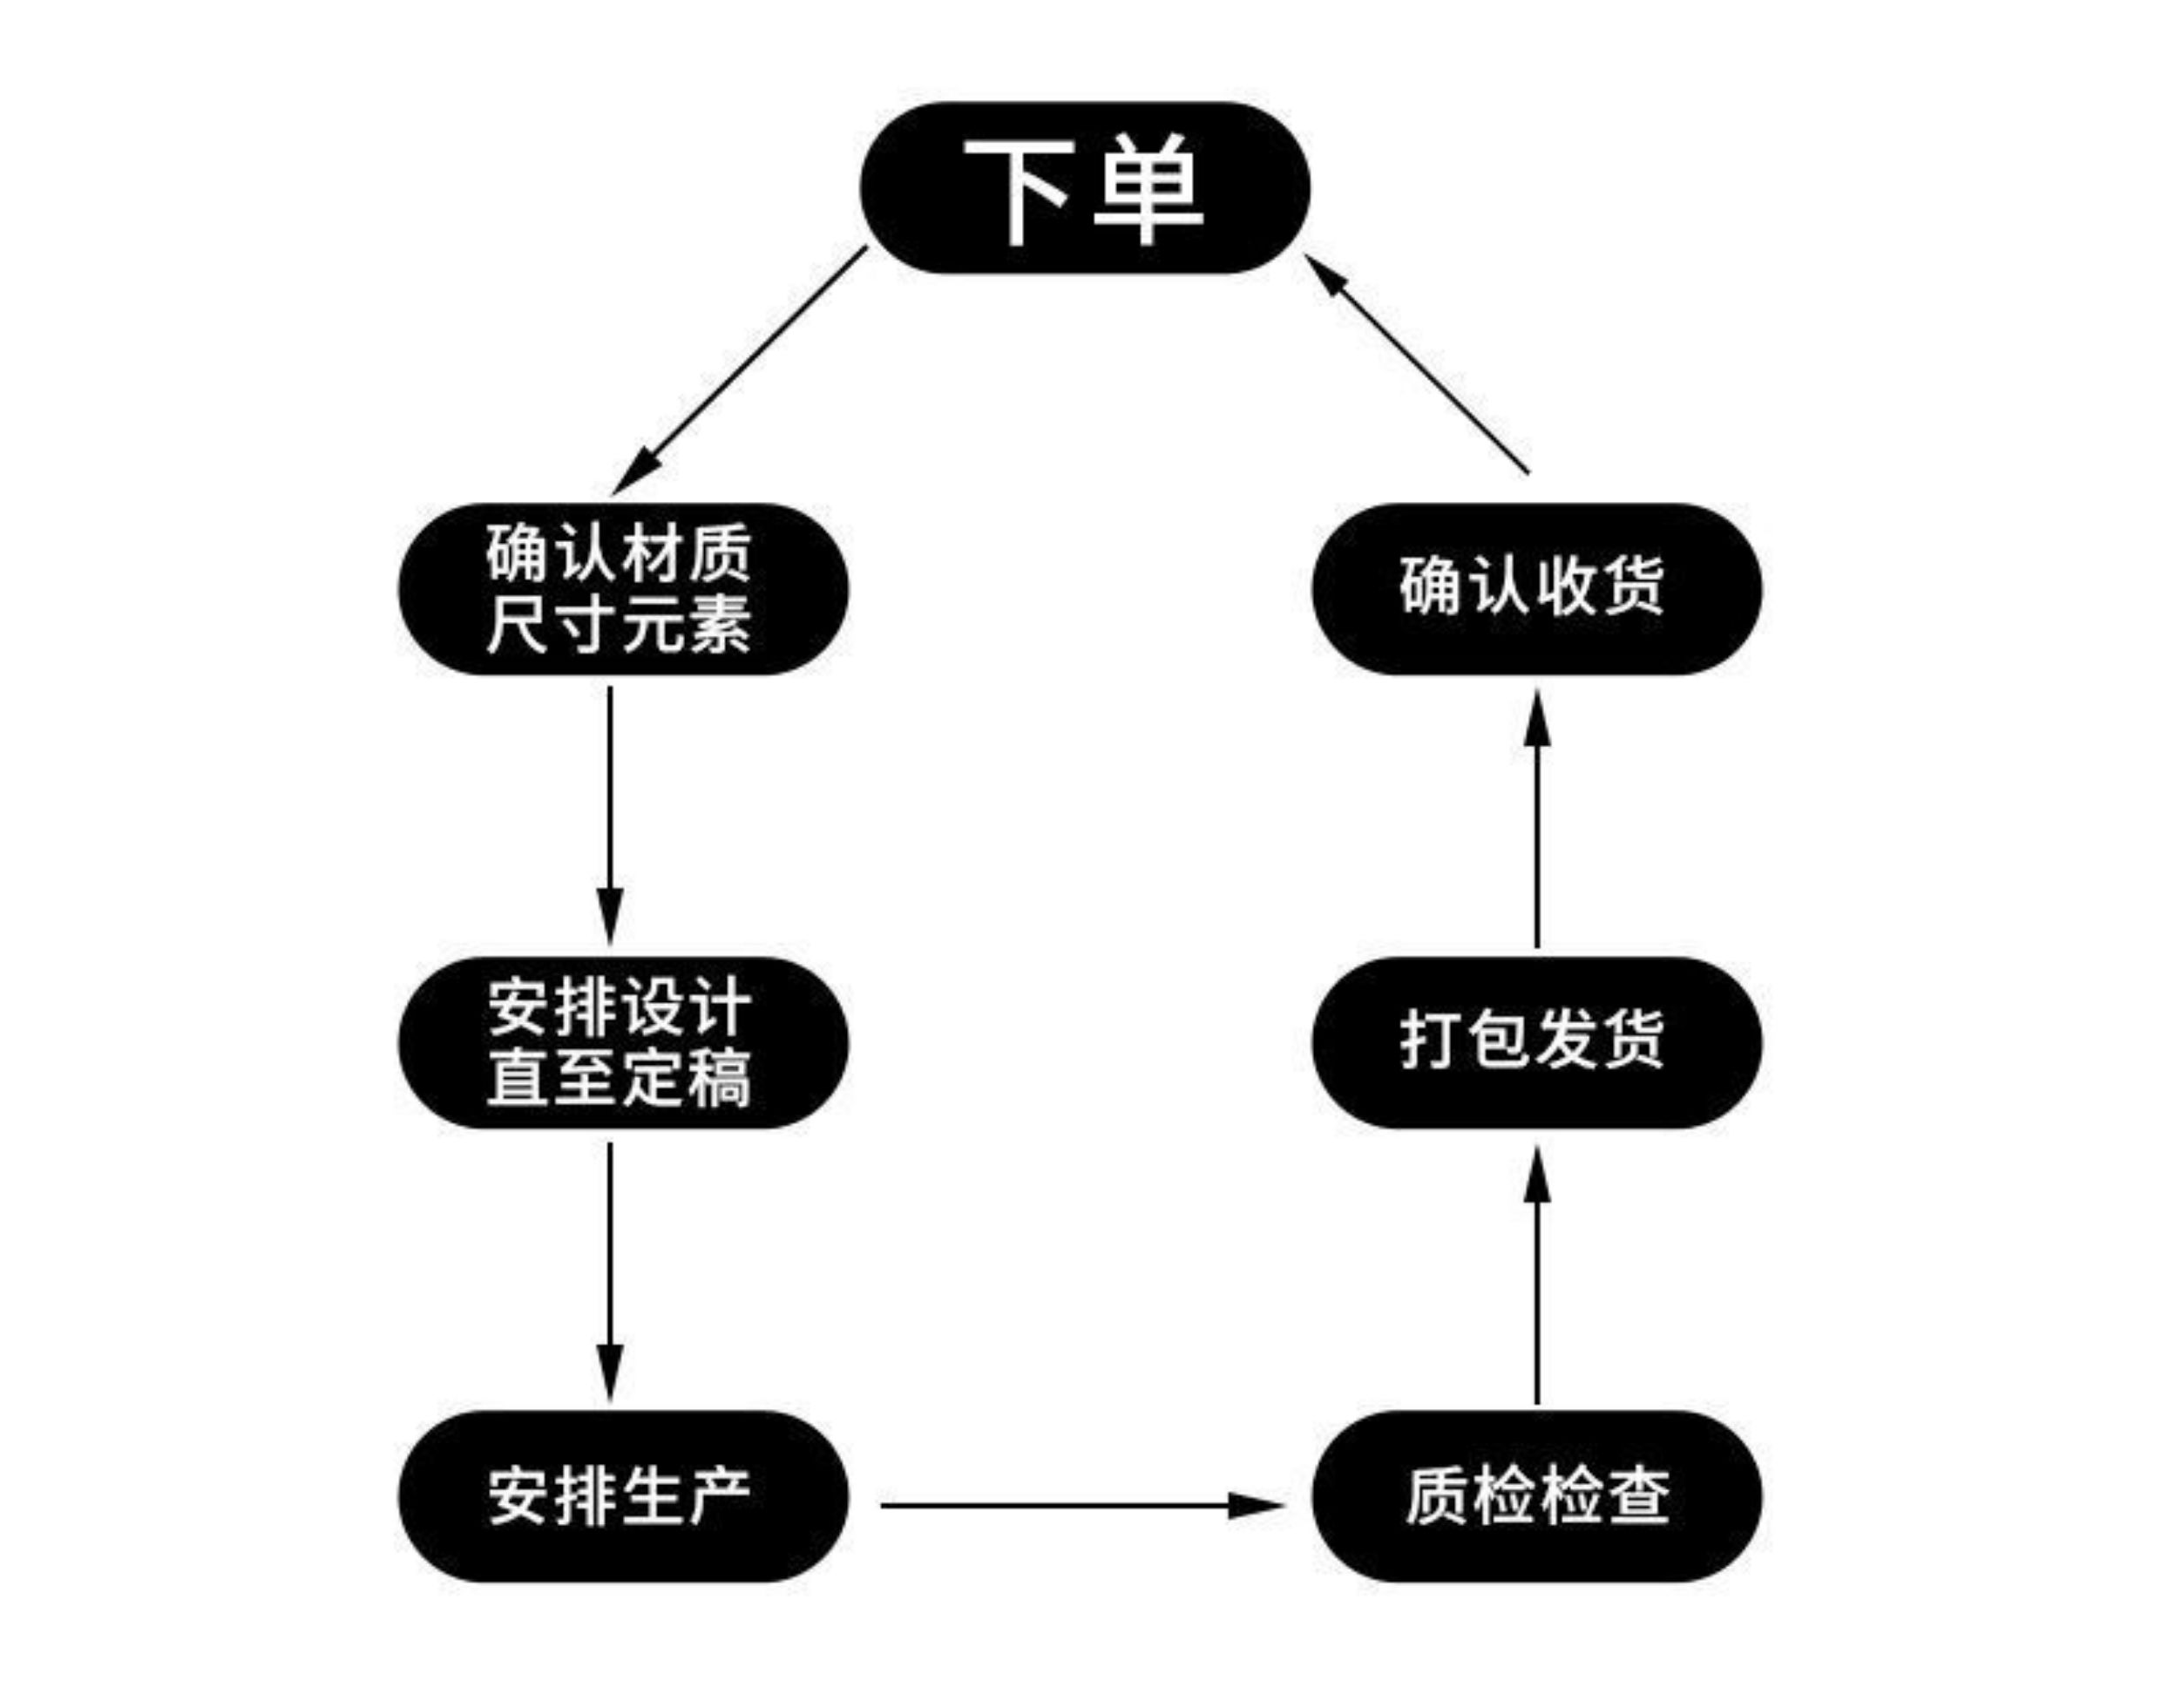 下单
确认材质
尺寸元素
确认收货
安排设计
直至定稿
打包发货
安排生产
质检检查